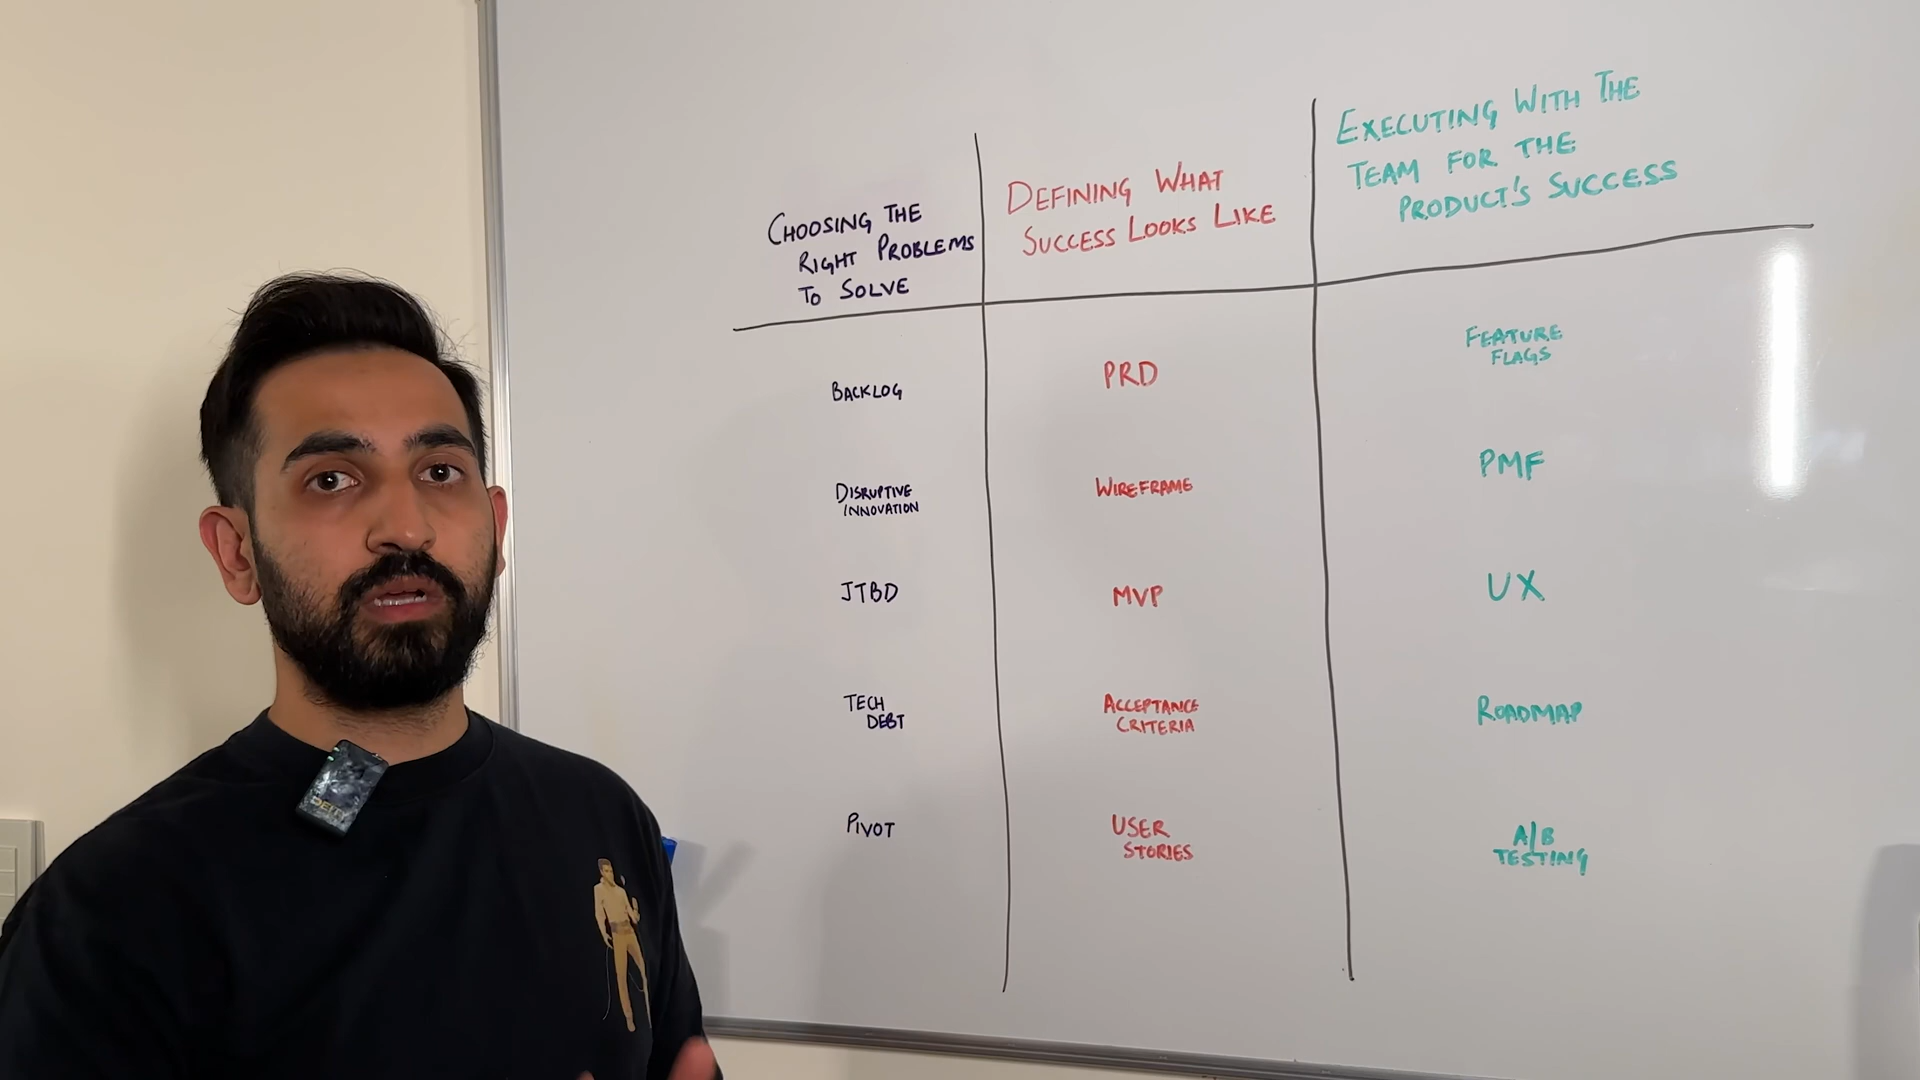 CHOOSING THE
RIGHT PROBLEMS
TO SOLVE
BACKLOG
DISRUPTIVE
INNOVATION
JTBD
TECH
DEBT
PIVOT
DEFINING WHAT
SUCCESS LOOKS LIKE
PRD
WIREFRAME
MVP
ACCEPTANCE
CRITERIA
USER
STORIES
EXECUTING WITH THE
TEAM FOR THE
PRODUCT'S SUCCESS
FEATURE
FLAGS
PMF
UX
ROADMAP
A/B
TESTING
DEITY